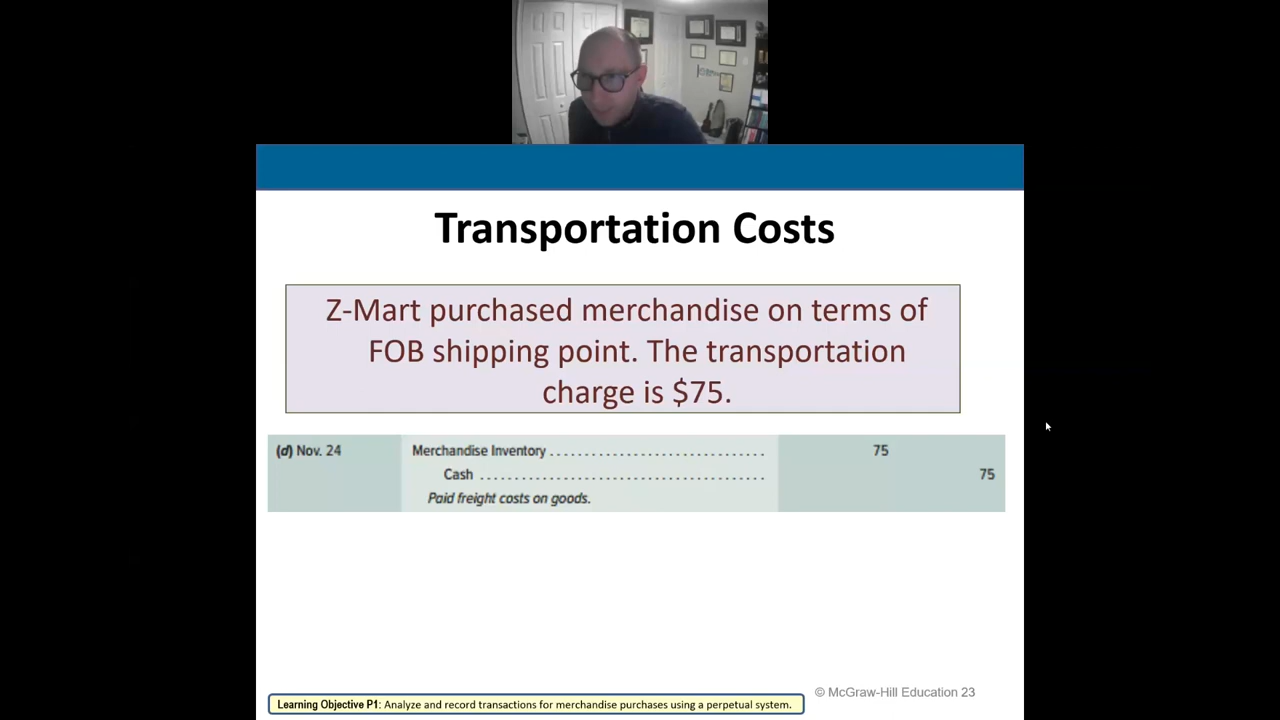 Transportation Costs
Z-Mart purchased merchandise on terms of
FOB shipping point. The transportation
charge is $75.
(d) Nov. 24 Merchandise Inventory ........................................ 75
Cash ..................................................... 75
Paid freight costs on goods.
© McGraw-Hill Education 23
Learning Objective P1: Analyze and record transactions for merchandise purchases using a perpetual system.